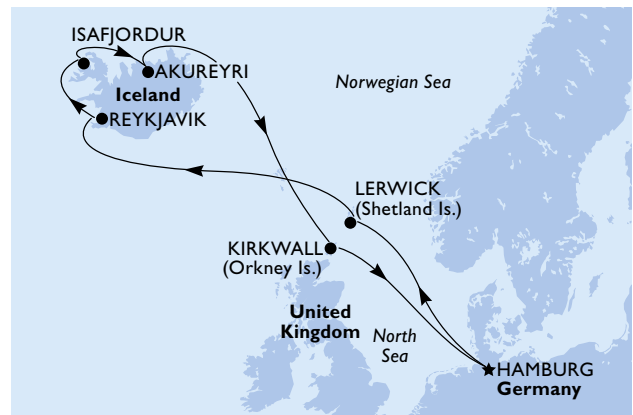 ISAFJORDUR
AKUREYRI
Iceland
REYKJAVIK
Norwegian Sea
LERWICK
(Shetland Is.)
KIRKWALL
(Orkney Is.)
United
Kingdom
North
Sea
HAMBURG
Germany